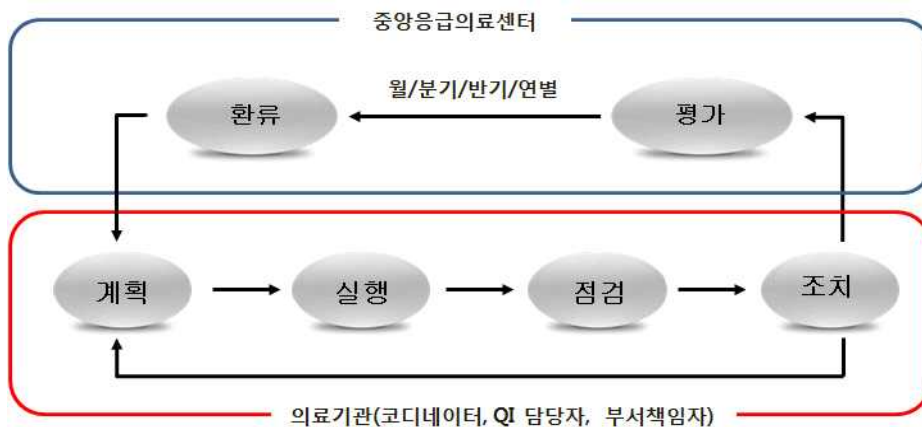 중앙응급의료센터
월/분기/반기/연별
환류
평가
계획
실행
점검
조치
의료기관(코디네이터, QI 담당자, 부서책임자)